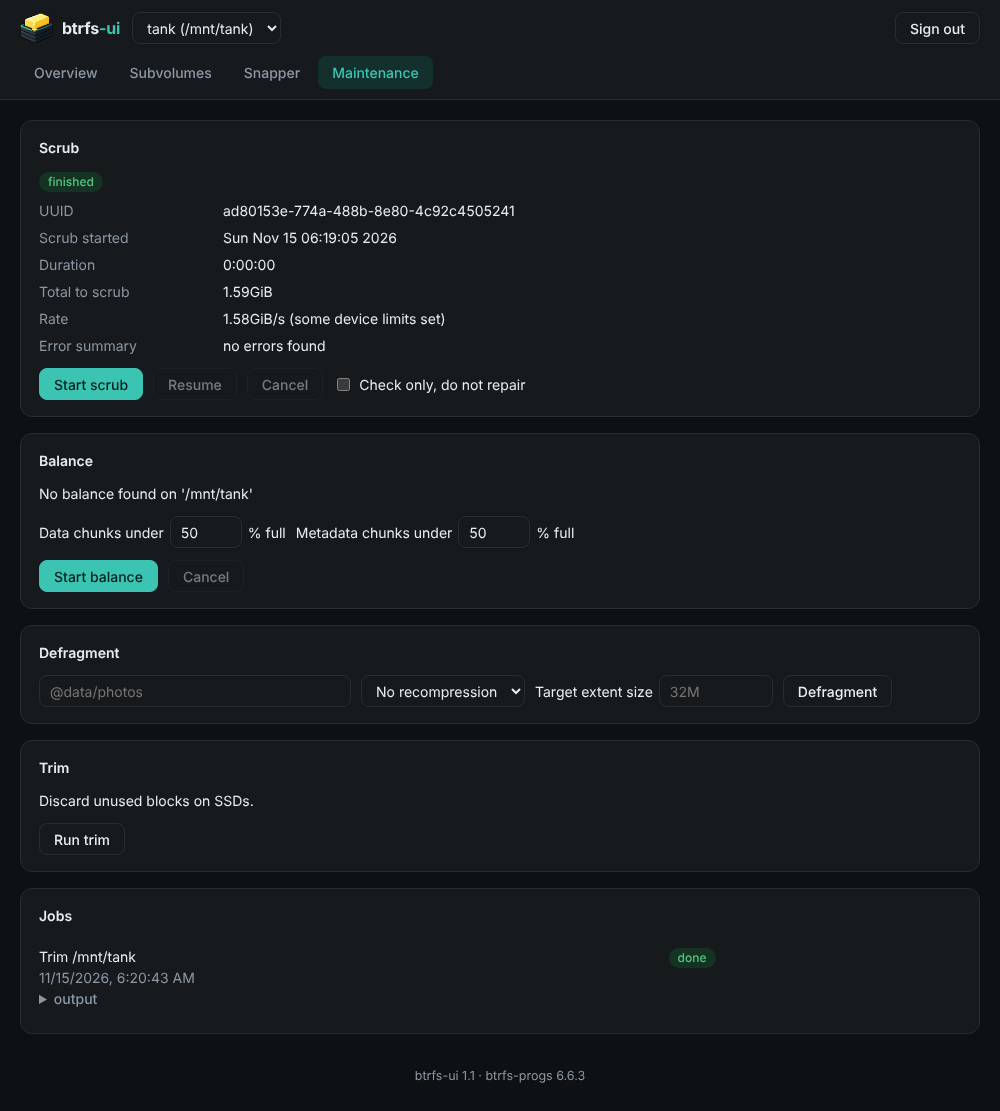 btrfs-ui tank (/mnt/tank) Sign out
Overview Subvolumes Snapper Maintenance
Scrub
finished
UUID ad80153e-774a-488b-8e80-4c92c4505241
Scrub started Sun Nov 15 06:19:05 2026
Duration 0:00:00
Total to scrub 1.59GiB
Rate 1.58GiB/s (some device limits set)
Error summary no errors found
Start scrub Resume Cancel Check only, do not repair
Balance
No balance found on '/mnt/tank'
Data chunks under 50 % full Metadata chunks under 50 % full
Start balance Cancel
Defragment
@data/photos No recompression Target extent size 32M Defragment
Trim
Discard unused blocks on SSDs.
Run trim
Jobs
Trim /mnt/tank done
11/15/2026, 6:20:43 AM
output
btrfs-ui 1.1 · btrfs-progs 6.6.3